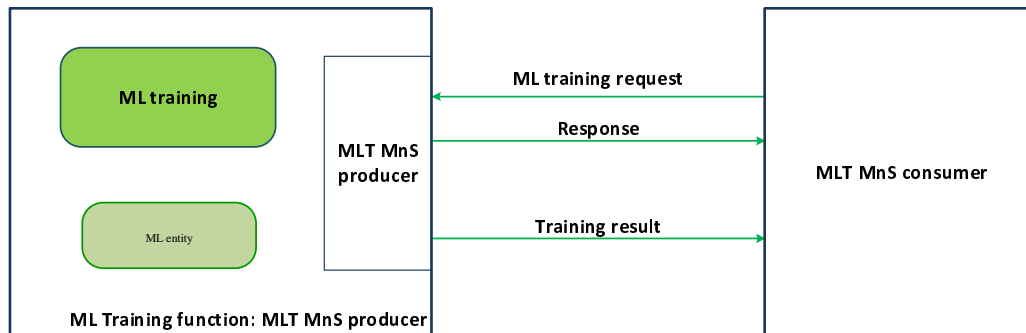 ML training request
ML training
Response
MLT MnS
producer
MLT MnS consumer
Training result
ML entity
ML Training function: MLT MnS producer